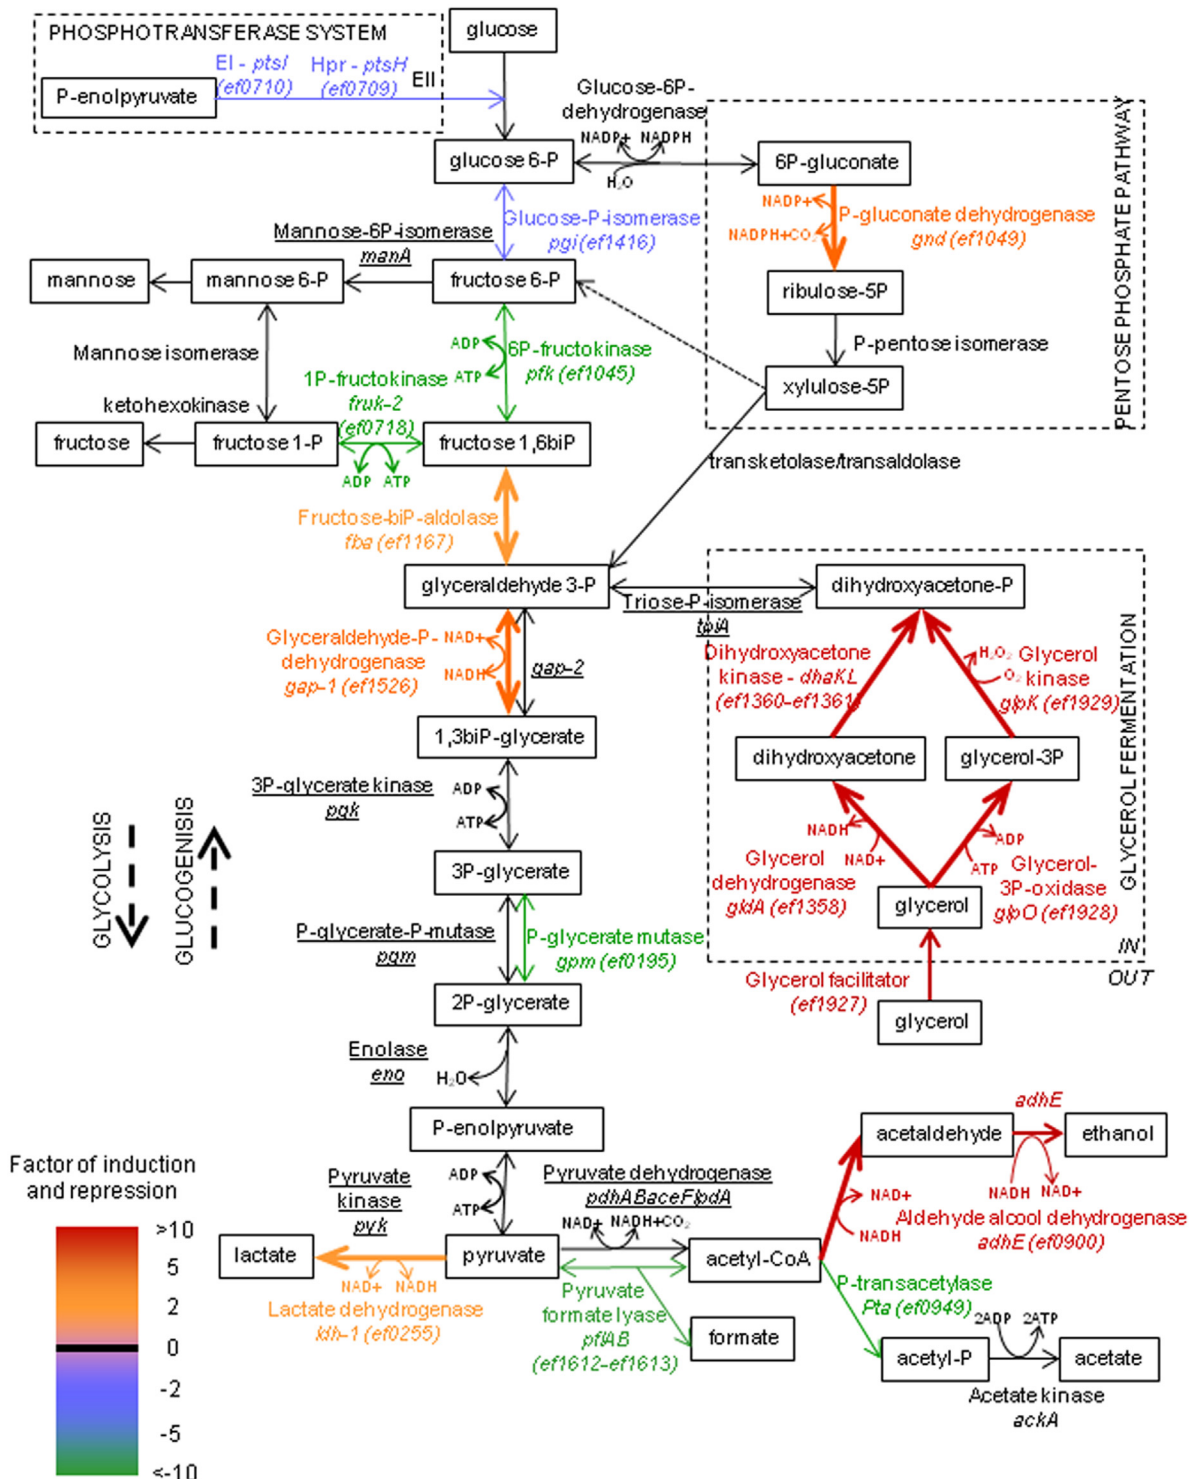 PHOSPHOTRANSFERASE SYSTEM
glucose
EI - ptsI
(ef0710)
Hpr - ptsH
(ef0709)
EII
P-enolpyruvate
Glucose-6P-
dehydrogenase
NADP+ NADPH
H₂O
glucose 6-P
6P-gluconate
PENTOSE PHOSPHATE PATHWAY
NADP+
NADPH+CO₂
P-gluconate dehydrogenase
gnd (ef1049)
Glucose-P-isomerase
pgi (ef1416)
Mannose-6P-isomerase
manA
mannose
mannose 6-P
fructose 6-P
ribulose-5P
P-pentose isomerase
xylulose-5P
Mannose isomerase
ADP
ATP
6P-fructokinase
pfk (ef1045)
1P-fructokinase
fruk-2
(ef0718)
ketohexokinase
fructose
fructose 1-P
fructose 1,6biP
ADP ATP
transketolase/transaldolase
Fructose-biP-aldolase
fba (ef1167)
glyceraldehyde 3-P
dihydroxyacetone-P
Triose-P-isomerase
tpiA
Glyceraldehyde-P-
dehydrogenase
gap-1 (ef1526)
NAD+
NADH
gap-2
Dihydroxyacetone
kinase - dhaKL
(ef1360-ef1361)
H₂O₂
O₂
Glycerol
kinase
glpK (ef1929)
GLYCEROL FERMENTATION
1,3biP-glycerate
dihydroxyacetone
glycerol-3P
3P-glycerate kinase
pgk
ADP
ATP
NADH
NAD+
ADP
ATP
Glycerol
dehydrogenase
gldA (ef1358)
Glycerol-
3P-oxidase
glpO (ef1928)
GLYCOLYSIS
GLUCOGENISIS
3P-glycerate
glycerol
IN
OUT
P-glycerate-P-mutase
pgm
P-glycerate mutase
gpm (ef0195)
Glycerol facilitator
(ef1927)
2P-glycerate
glycerol
Enolase
eno
H₂O
P-enolpyruvate
adhE
acetaldehyde
ethanol
Factor of induction
and repression
>10
5
2
0
-2
-5
<-10
Pyruvate
kinase
pyk
ADP
ATP
Pyruvate dehydrogenase
pdhABaceFlpdA
NAD+ NADH+CO₂
NAD+
NADH
NADH NAD+
Aldehyde alcool dehydrogenase
adhE (ef0900)
lactate
pyruvate
acetyl-CoA
NAD+ NADH
Lactate dehydrogenase
ldh-1 (ef0255)
Pyruvate
formate lyase
pflAB
(ef1612-ef1613)
formate
P-transacetylase
Pta (ef0949)
2ADP 2ATP
acetyl-P
acetate
Acetate kinase
ackA